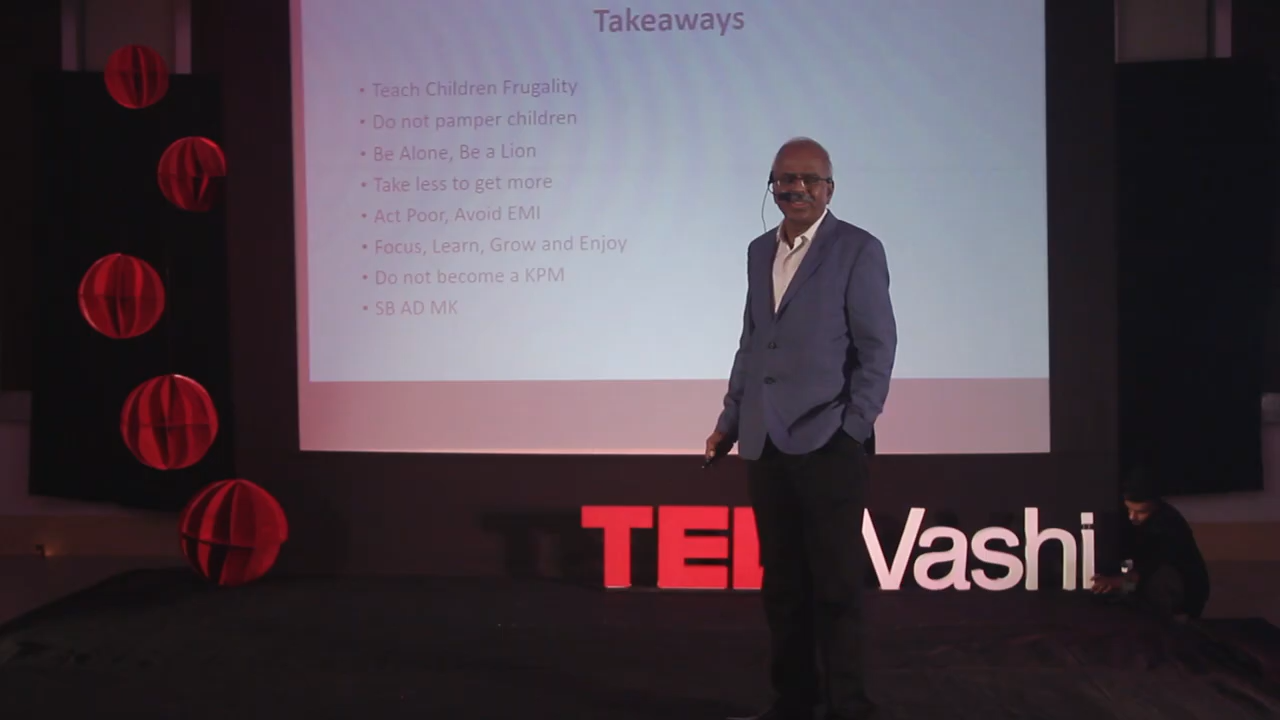 Takeaways
• Teach Children Frugality
• Do not pamper children
• Be Alone, Be a Lion
• Take less to get more
• Act Poor, Avoid EMI
• Focus, Learn, Grow and Enjoy
• Do not become a KPM
• SB AD MK
TED Vashi